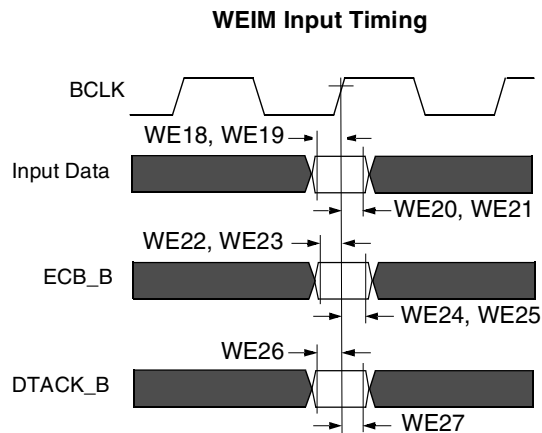 WEIM Input Timing
BCLK
WE18, WE19
Input Data
WE20, WE21
WE22, WE23
ECB_B
WE24, WE25
WE26
DTACK_B
WE27